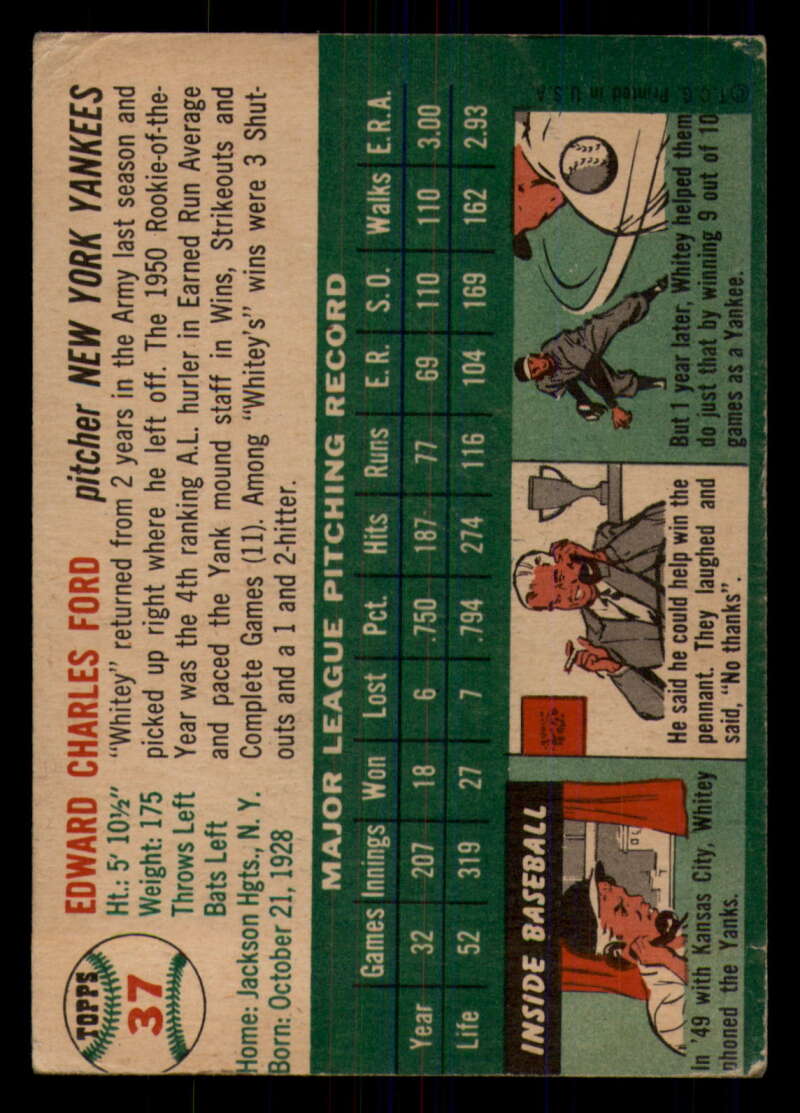 TOPPS
37
EDWARD CHARLES FORD pitcher NEW YORK YANKEES
Ht.: 5' 10½"
Weight: 175
Throws Left
Bats Left
Home: Jackson Hgts., N. Y.
Born: October 21, 1928
"Whitey" returned from 2 years in the Army last season and
picked up right where he left off. The 1950 Rookie-of-the-
Year was the 4th ranking A.L. hurler in Earned Run Average
and paced the Yank mound staff in Wins, Strikeouts and
Complete Games (11). Among "Whitey's" wins were 3 Shut-
outs and a 1 and 2-hitter.
MAJOR LEAGUE PITCHING RECORD
Games Innings Won Lost Pct. Hits Runs E.R. S.O. Walks E.R.A.
Year 32 207 18 6 .750 187 77 69 110 110 3.00
Life 52 319 27 7 .794 274 116 104 169 162 2.93
INSIDE BASEBALL
In '49 with Kansas City, Whitey
phoned the Yanks.
He said he could help win the
pennant. They laughed and
said, "No thanks".
But 1 year later, Whitey helped them
do just that by winning 9 out of 10
games as a Yankee.
© T.C.G. Printed in U.S.A.